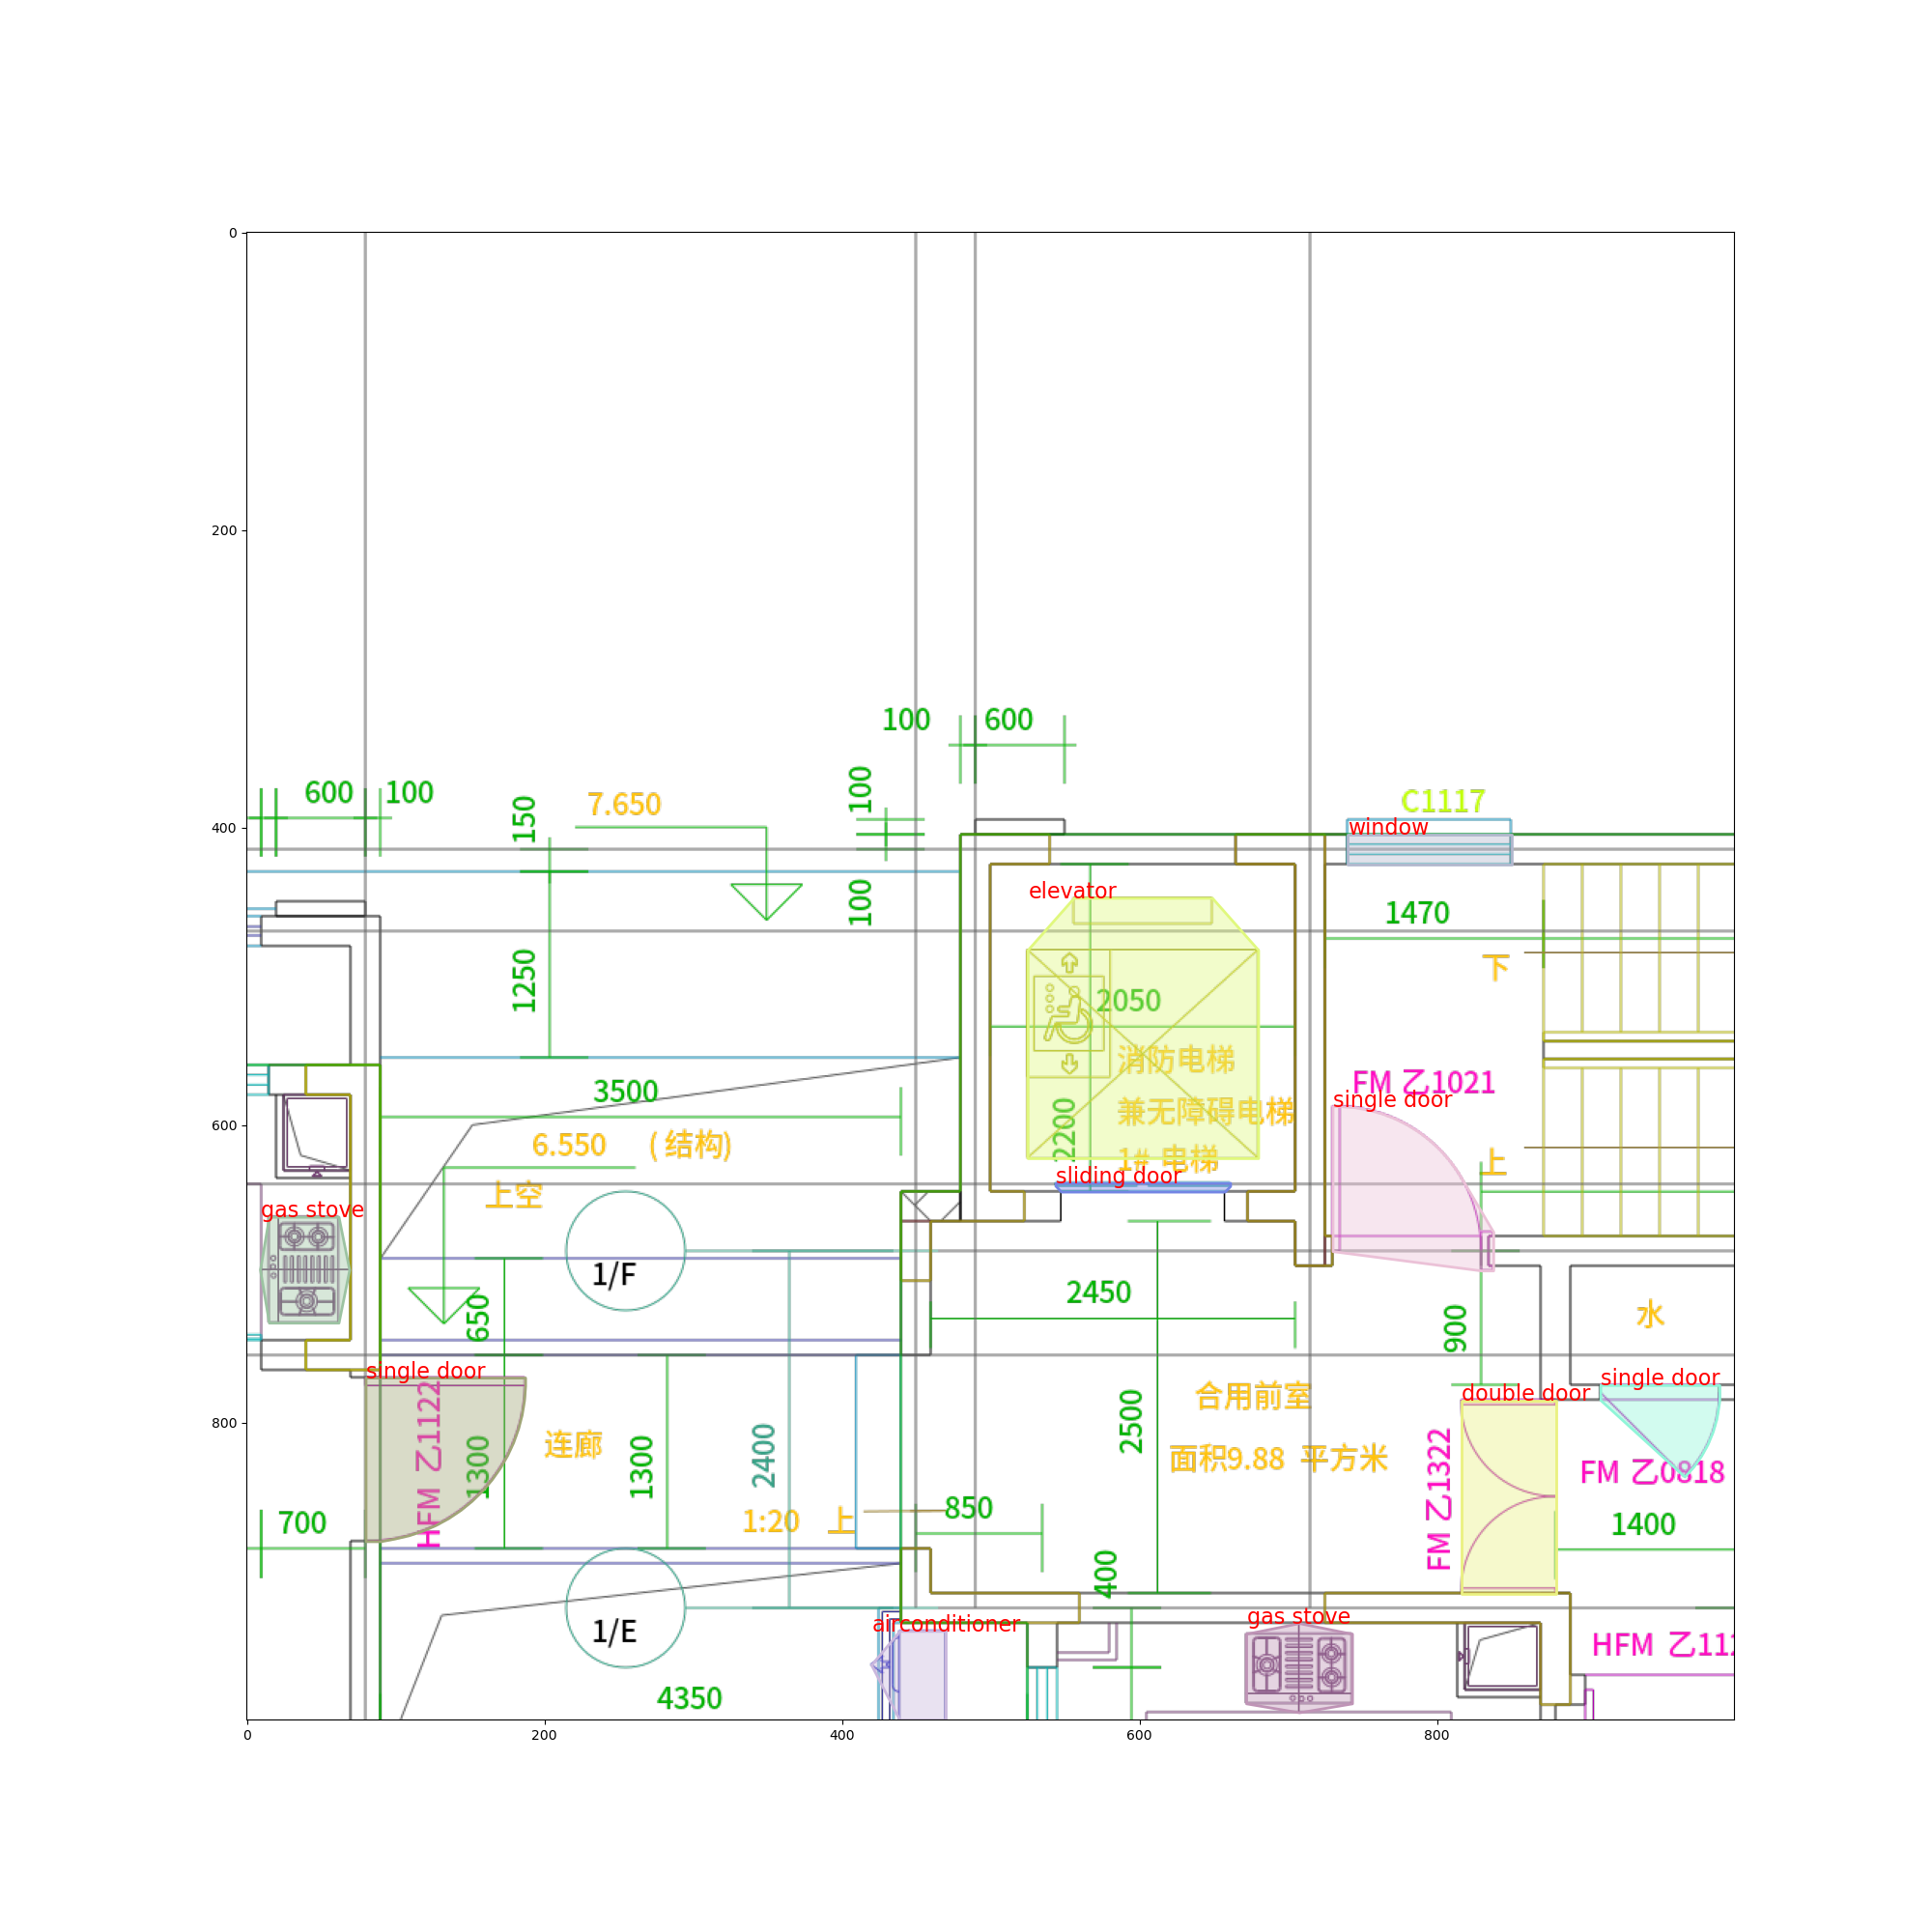 0
200
400
600
800
0
200
400
600
800
100
600
600
100
150
7.650
100
C1117
window
elevator
100
1470
1250
下
2050
消防电梯
3500
FM 乙1021
single door
兼无障碍电梯
2200
6.550 (结构)
1# 电梯
上
sliding door
上空
gas stove
1/F
2450
650
水
900
single door
HFM 乙1122
single door
double door
合用前室
2500
连廊
1300
1300
2400
面积9.88 平方米
FM 乙1322
FM 乙0818
700
1:20 上
850
1400
400
1/E
airconditioner
gas stove
HFM 乙112
4350